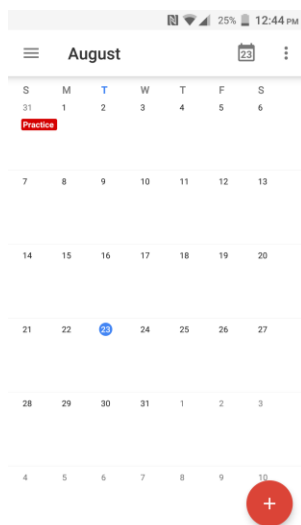 25% 12:44 PM
August 23
S M T W T F S
31 1 2 3 4 5 6
Practice
7 8 9 10 11 12 13
14 15 16 17 18 19 20
21 22 23 24 25 26 27
28 29 30 31 1 2 3
4 5 6 7 8 9 10